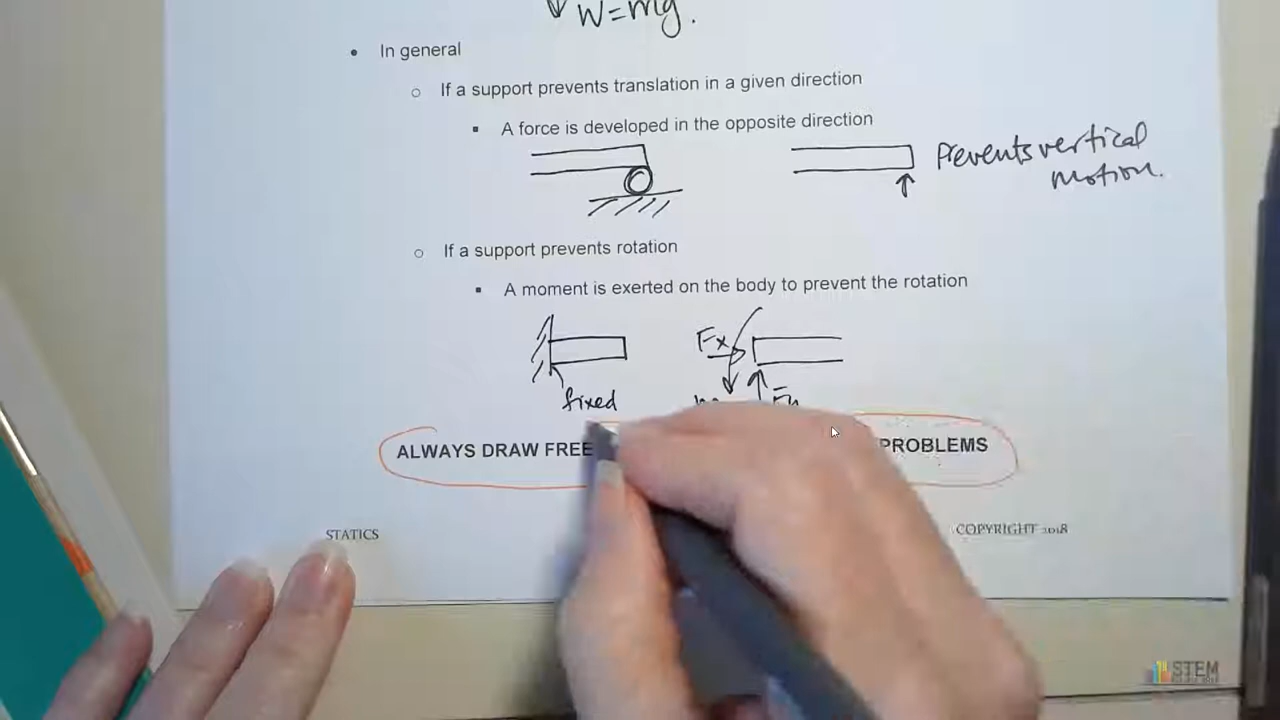 W=mg.
• In general
o If a support prevents translation in a given direction
▪ A force is developed in the opposite direction
Prevents vertical
motion.
o If a support prevents rotation
▪ A moment is exerted on the body to prevent the rotation
Fx
fixed
ALWAYS DRAW FREE PROBLEMS
STATICS
COPYRIGHT 2018
STEM